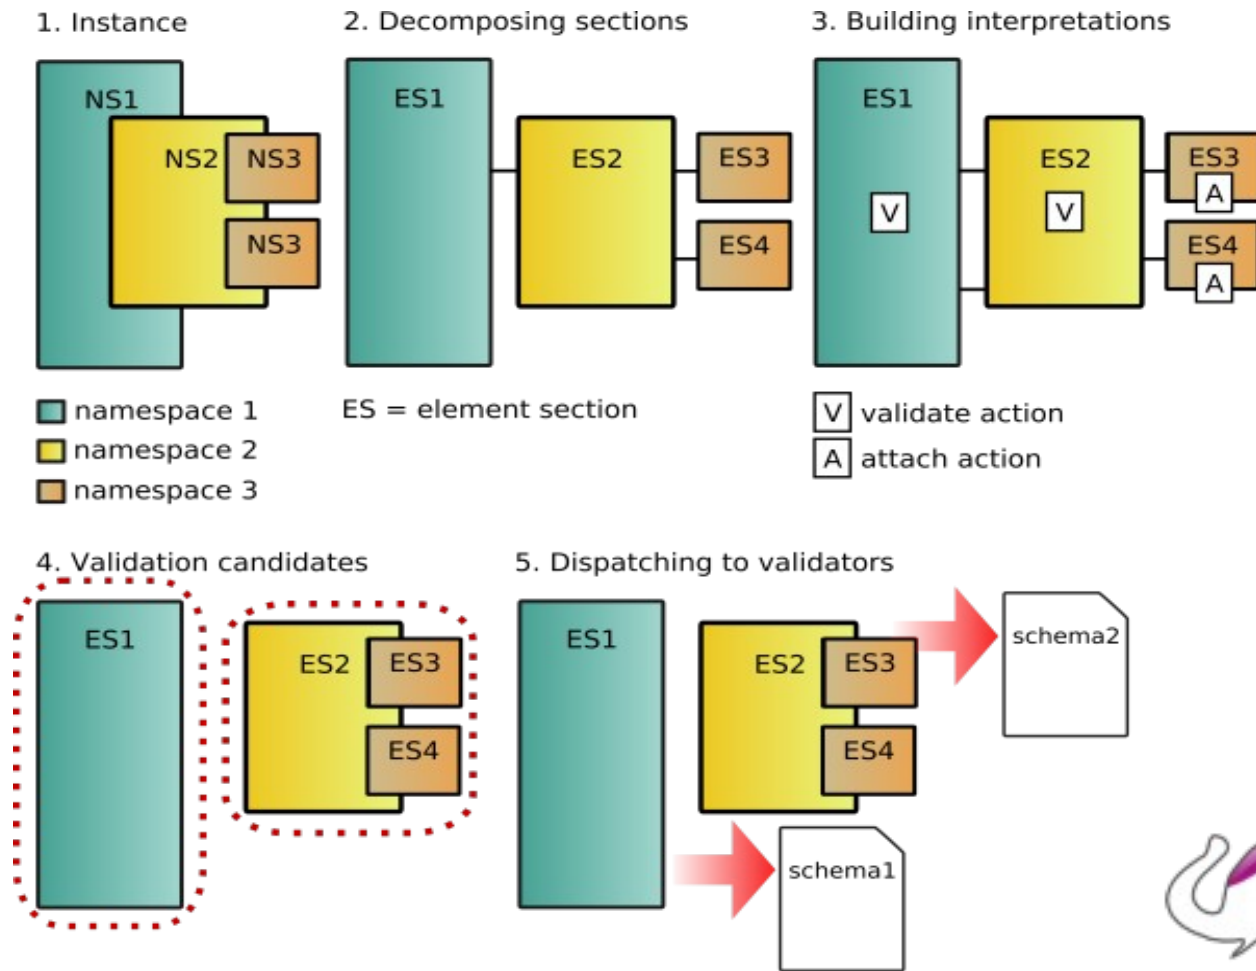 1. Instance
2. Decomposing sections
3. Building interpretations
NS1
NS2
NS3
NS3
ES1
ES2
ES3
ES4
ES1
V
ES2
V
ES3
A
ES4
A
namespace 1
namespace 2
namespace 3
ES = element section
V validate action
A attach action
4. Validation candidates
5. Dispatching to validators
ES1
ES2
ES3
ES4
ES1
ES2
ES3
ES4
schema2
schema1